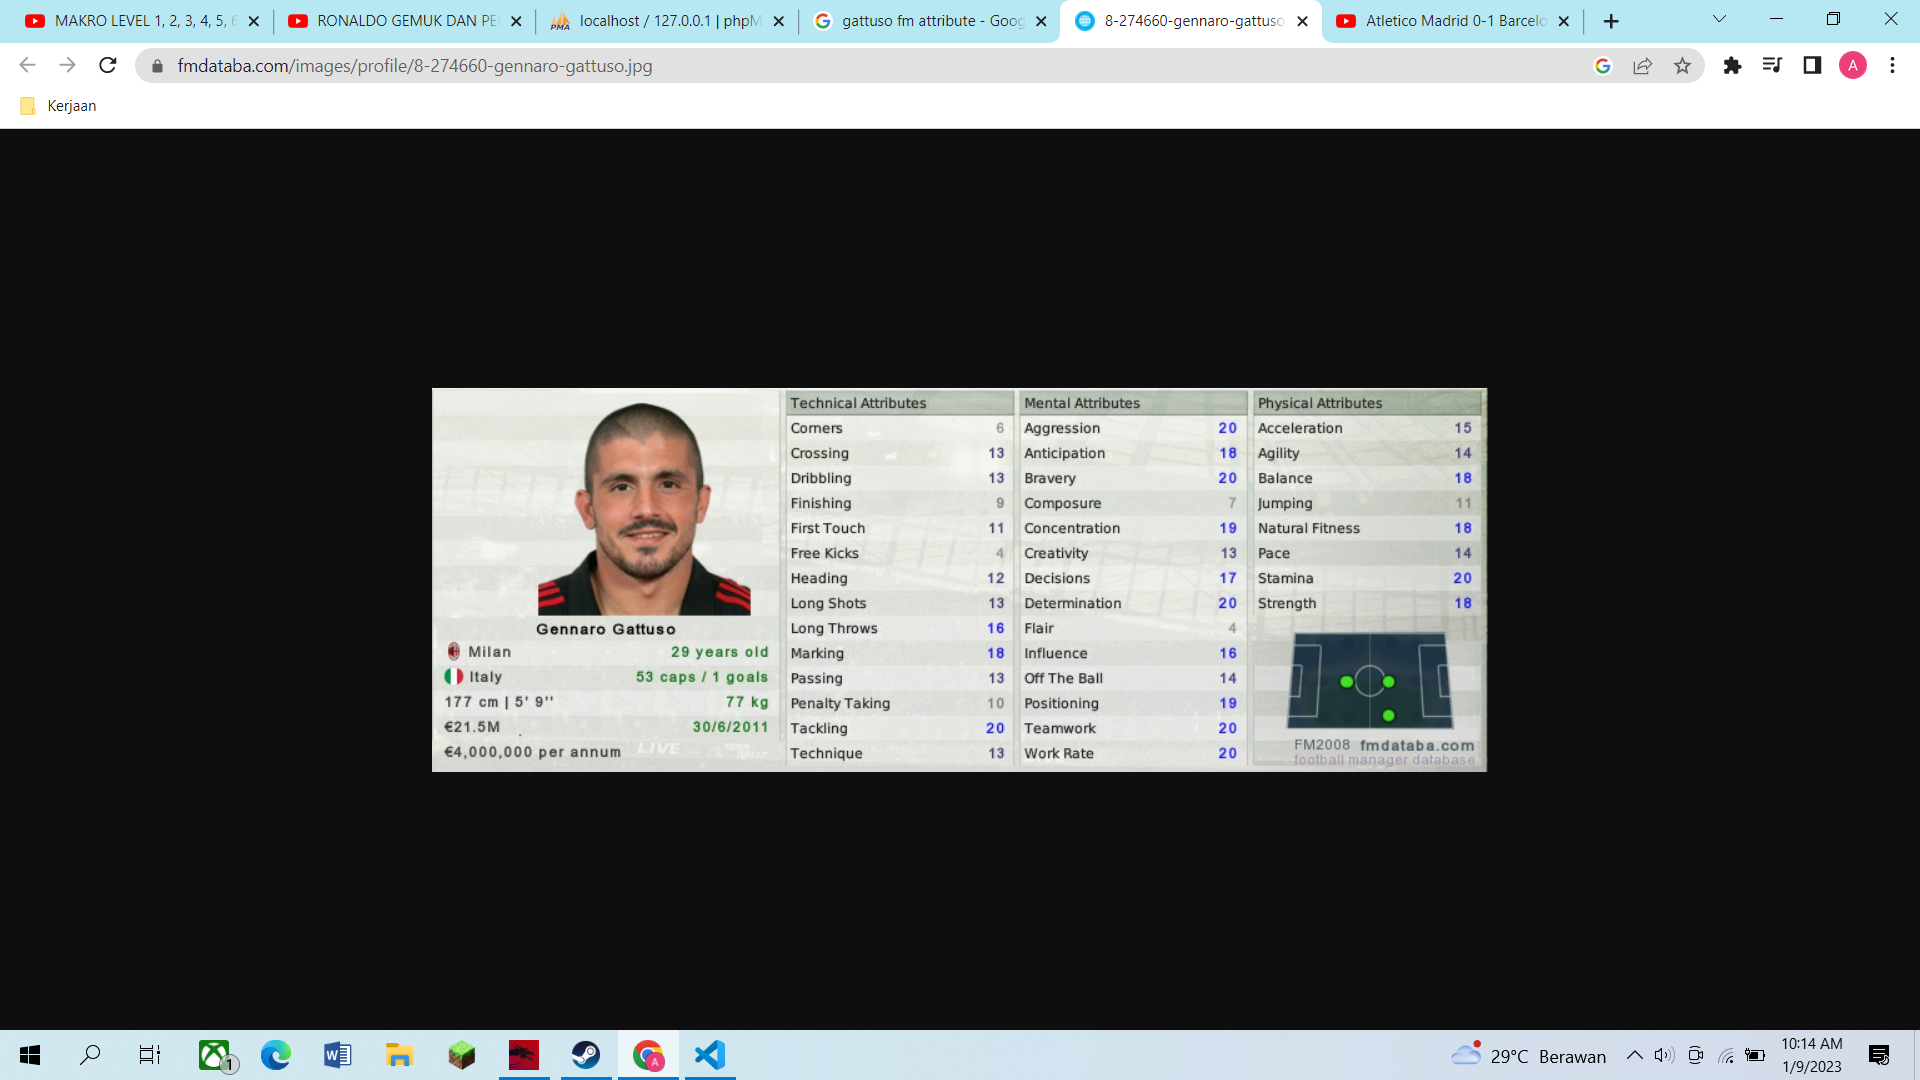 MAKRO LEVEL 1, 2, 3, 4, 5, 6
RONALDO GEMUK DAN PE
localhost / 127.0.0.1 | phpM
gattuso fm attribute - Goog
8-274660-gennaro-gattuso
Atletico Madrid 0-1 Barcelo
fmdataba.com/images/profile/8-274660-gennaro-gattuso.jpg
A
Kerjaan
Gennaro Gattuso
Milan 29 years old
Italy 53 caps / 1 goals
177 cm | 5' 9'' 77 kg
€21.5M 30/6/2011
€4,000,000 per annum
LIVE
Technical Attributes
Corners 6
Crossing 13
Dribbling 13
Finishing 9
First Touch 11
Free Kicks 4
Heading 12
Long Shots 13
Long Throws 16
Marking 18
Passing 13
Penalty Taking 10
Tackling 20
Technique 13
Mental Attributes
Aggression 20
Anticipation 18
Bravery 20
Composure 7
Concentration 19
Creativity 13
Decisions 17
Determination 20
Flair 4
Influence 16
Off The Ball 14
Positioning 19
Teamwork 20
Work Rate 20
Physical Attributes
Acceleration 15
Agility 14
Balance 18
Jumping 11
Natural Fitness 18
Pace 14
Stamina 20
Strength 18
FM2008 fmdataba.com
football manager database
1
A
29°C Berawan
10:14 AM
1/9/2023